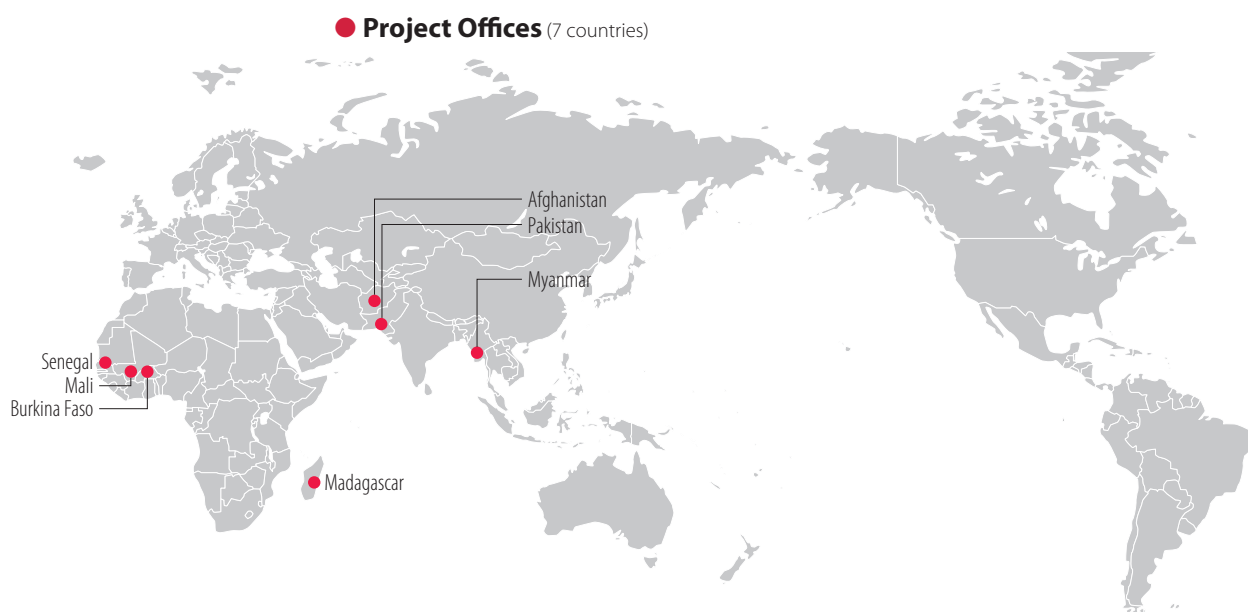 Project Offices (7 countries)
Afghanistan
Pakistan
Myanmar
Senegal
Mali
Burkina Faso
Madagascar